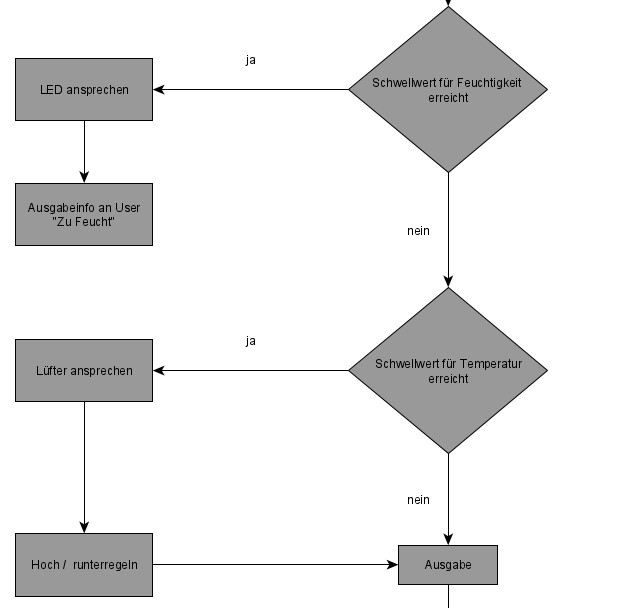 ja
Schwellwert für Feuchtigkeit
erreicht
LED ansprechen
Ausgabeinfo an User
"Zu Feucht"
nein
ja
Schwellwert für Temperatur
erreicht
Lüfter ansprechen
nein
Hoch / runterregeln
Ausgabe